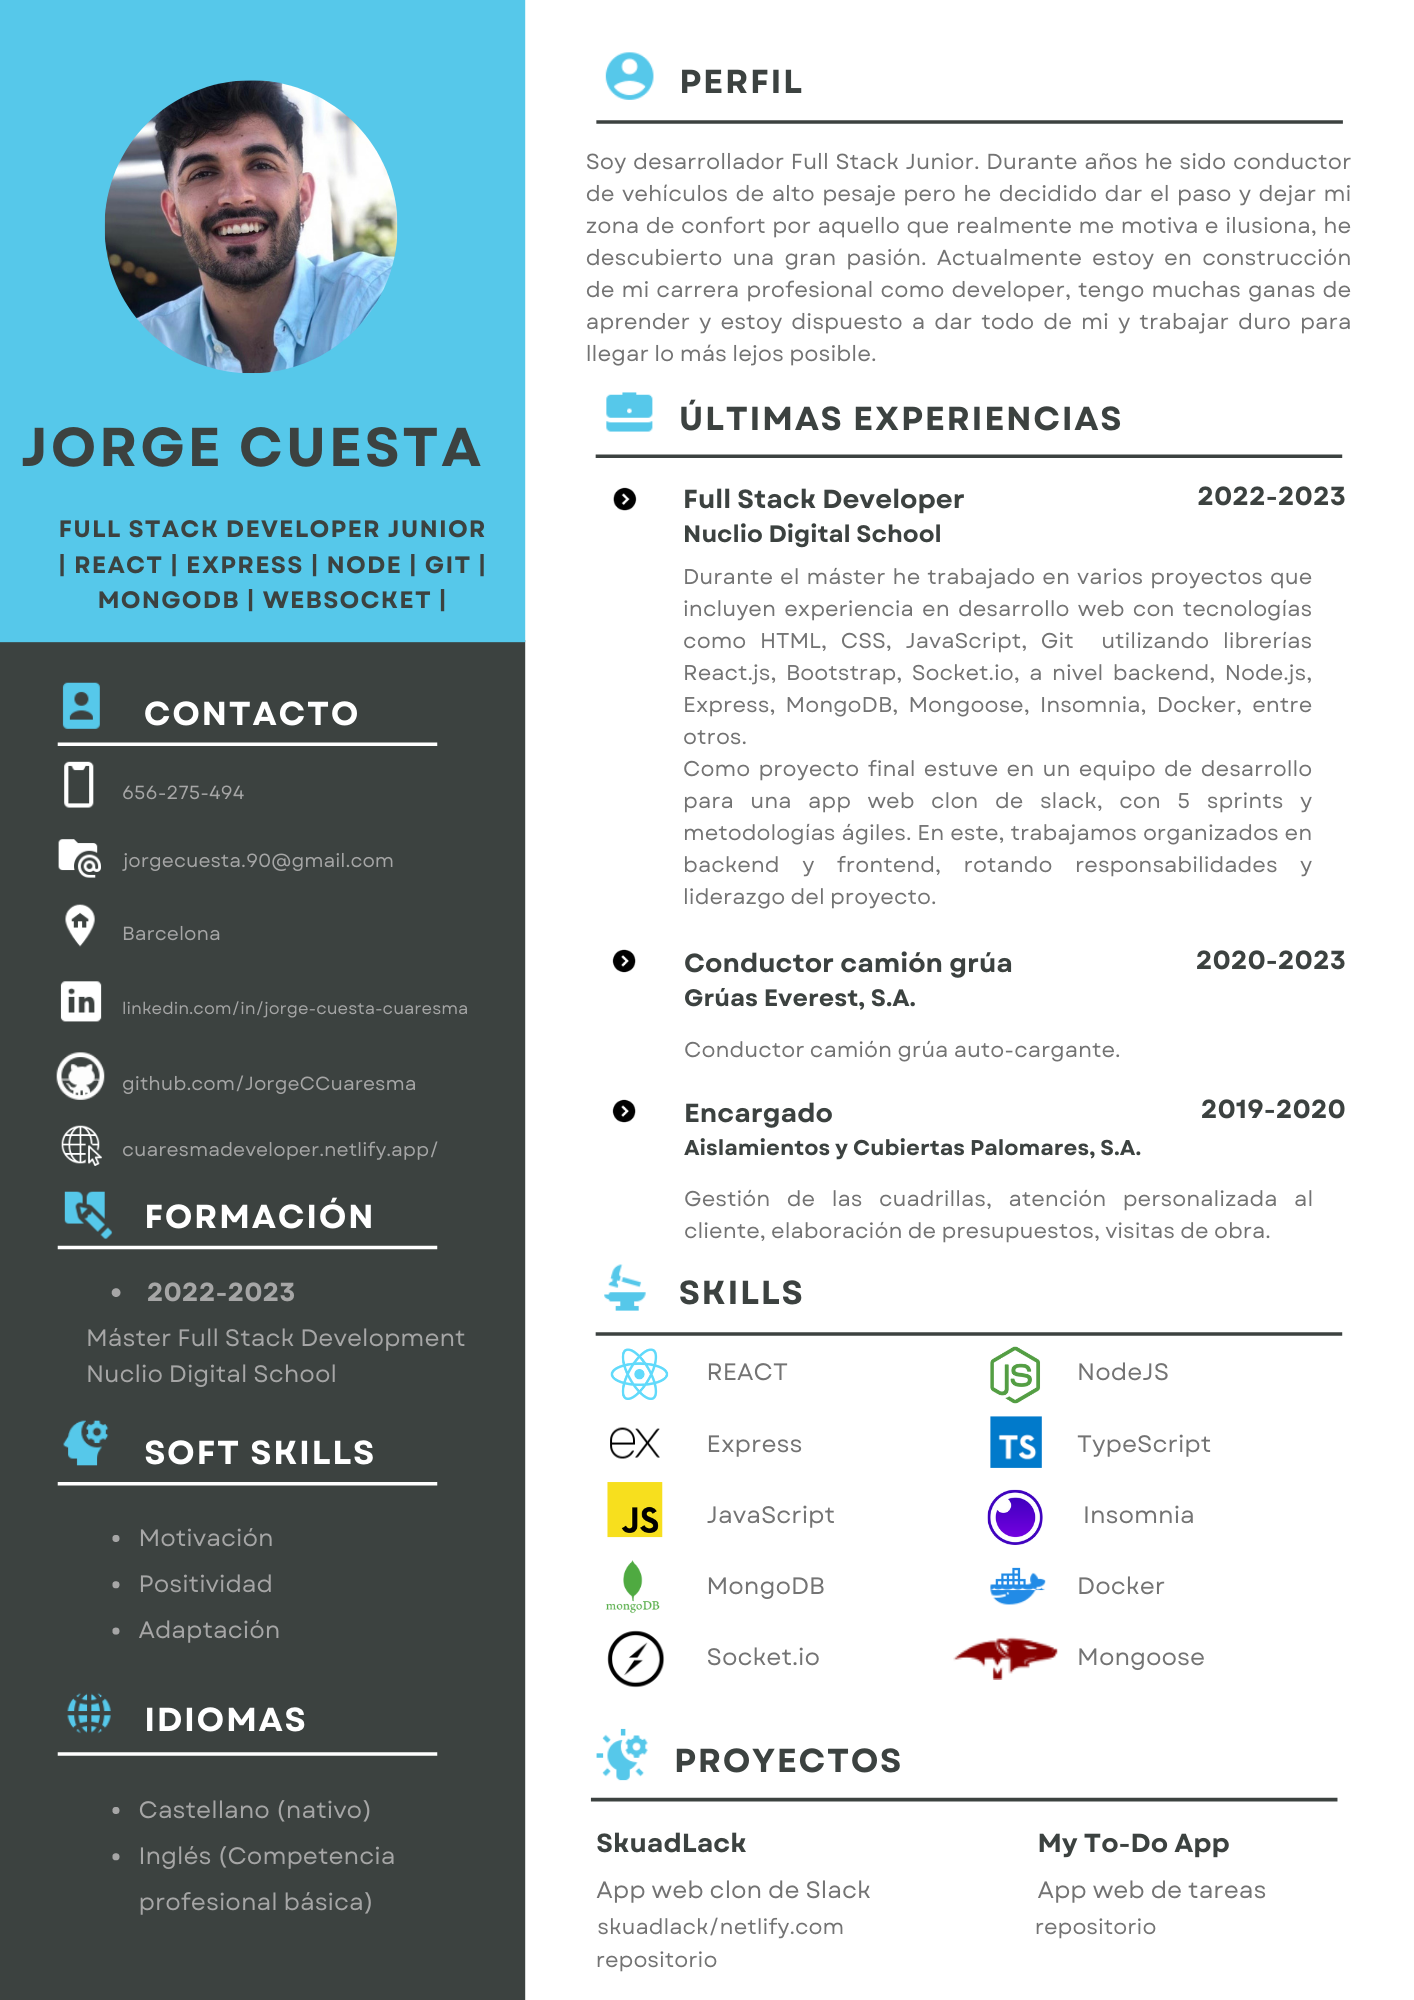 JORGE CUESTA
FULL STACK DEVELOPER JUNIOR
| REACT | EXPRESS | NODE | GIT |
MONGODB | WEBSOCKET |
CONTACTO
656-275-494
jorgecuesta.90@gmail.com
Barcelona
in
linkedin.com/in/jorge-cuesta-cuaresma
github.com/JorgeCCuaresma
cuaresmadeveloper.netlify.app/
FORMACIÓN
• 2022-2023
Máster Full Stack Development
Nuclio Digital School
SOFT SKILLS
• Motivación
• Positividad
• Adaptación
IDIOMAS
• Castellano (nativo)
• Inglés (Competencia
profesional básica)
PERFIL
Soy desarrollador Full Stack Junior. Durante años he sido conductor
de vehículos de alto pesaje pero he decidido dar el paso y dejar mi
zona de confort por aquello que realmente me motiva e ilusiona, he
descubierto una gran pasión. Actualmente estoy en construcción
de mi carrera profesional como developer, tengo muchas ganas de
aprender y estoy dispuesto a dar todo de mi y trabajar duro para
llegar lo más lejos posible.
ÚLTIMAS EXPERIENCIAS
Full Stack Developer 2022-2023
Nuclio Digital School
Durante el máster he trabajado en varios proyectos que
incluyen experiencia en desarrollo web con tecnologías
como HTML, CSS, JavaScript, Git utilizando librerías
React.js, Bootstrap, Socket.io, a nivel backend, Node.js,
Express, MongoDB, Mongoose, Insomnia, Docker, entre
otros.
Como proyecto final estuve en un equipo de desarrollo
para una app web clon de slack, con 5 sprints y
metodologías ágiles. En este, trabajamos organizados en
backend y frontend, rotando responsabilidades y
liderazgo del proyecto.
Conductor camión grúa 2020-2023
Grúas Everest, S.A.
Conductor camión grúa auto-cargante.
Encargado 2019-2020
Aislamientos y Cubiertas Palomares, S.A.
Gestión de las cuadrillas, atención personalizada al
cliente, elaboración de presupuestos, visitas de obra.
SKILLS
REACT JS NodeJS
ex Express TS TypeScript
JS JavaScript Insomnia
mongoDB MongoDB Docker
Socket.io M Mongoose
PROYECTOS
SkuadLack My To-Do App
App web clon de Slack App web de tareas
skuadlack/netlify.com repositorio
repositorio